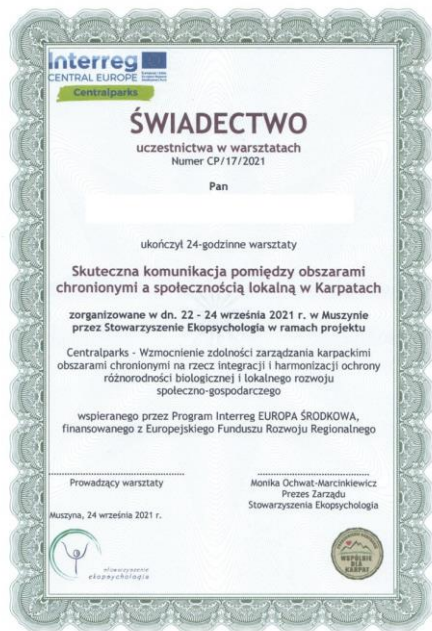 Interreg
CENTRAL EUROPE
Centralparks
ŚWIADECTWO
uczestnictwa w warsztatach
Numer CP/17/2021
Pan
ukończył 24-godzinne warsztaty
Skuteczna komunikacja pomiędzy obszarami
chronionymi a społecznością lokalną w Karpatach
zorganizowane w dn. 22 - 24 września 2021 r. w Muszynie
przez Stowarzyszenie Ekopsychologia w ramach projektu
Centralparks - Wzmocnienie zdolności zarządzania karpackimi
obszarami chronionymi na rzecz integracji i harmonizacji ochrony
różnorodności biologicznej i lokalnego rozwoju
społeczno-gospodarczego
wspieranego przez Program Interreg EUROPA ŚRODKOWA,
finansowanego z Europejskiego Funduszu Rozwoju Regionalnego
Prowadzący warsztaty
Monika Ochwat-Marcinkiewicz
Prezes Zarządu
Stowarzyszenia Ekopsychologia
Muszyna, 24 września 2021 r.
stowarzyszenie
ekopsychologia
WSPÓLNIE
DLA
KARPAT